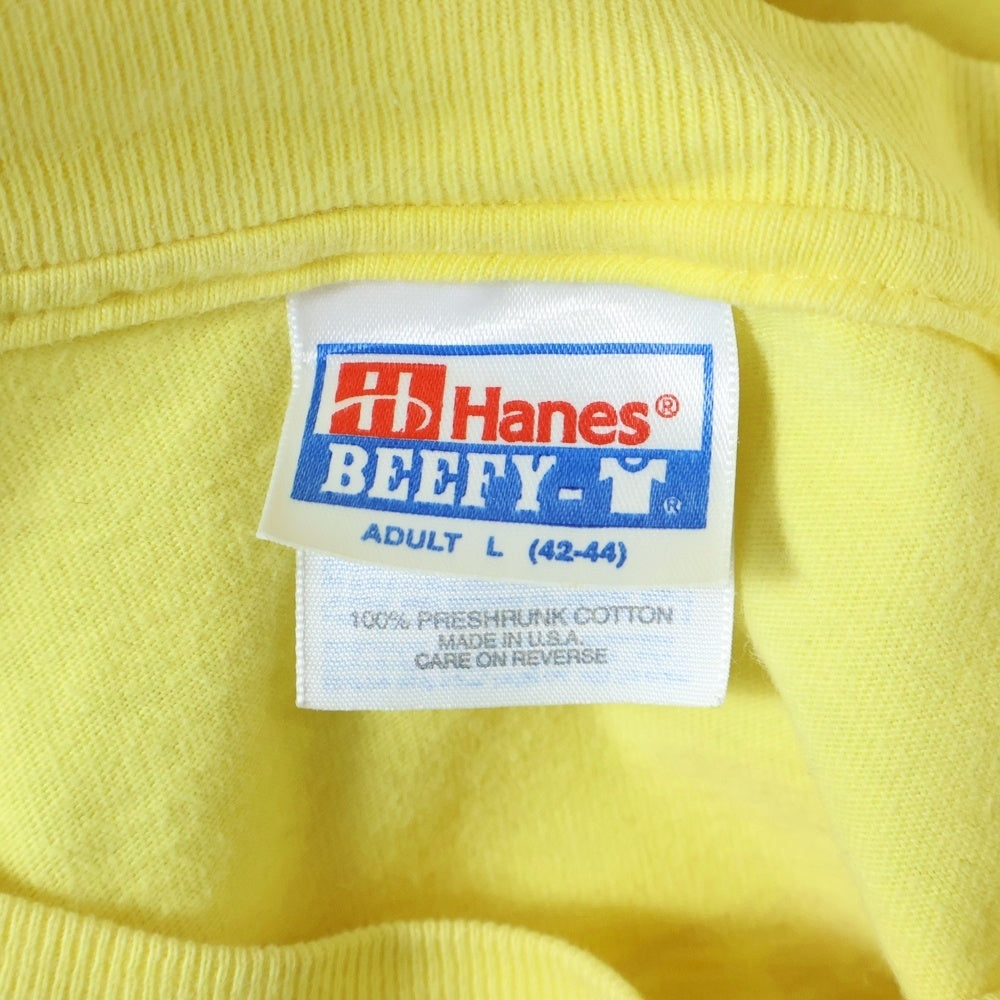 Hanes®
BEEFY-T®
ADULT L (42-44)
100% PRESHRUNK COTTON
MADE IN U.S.A.
CARE ON REVERSE